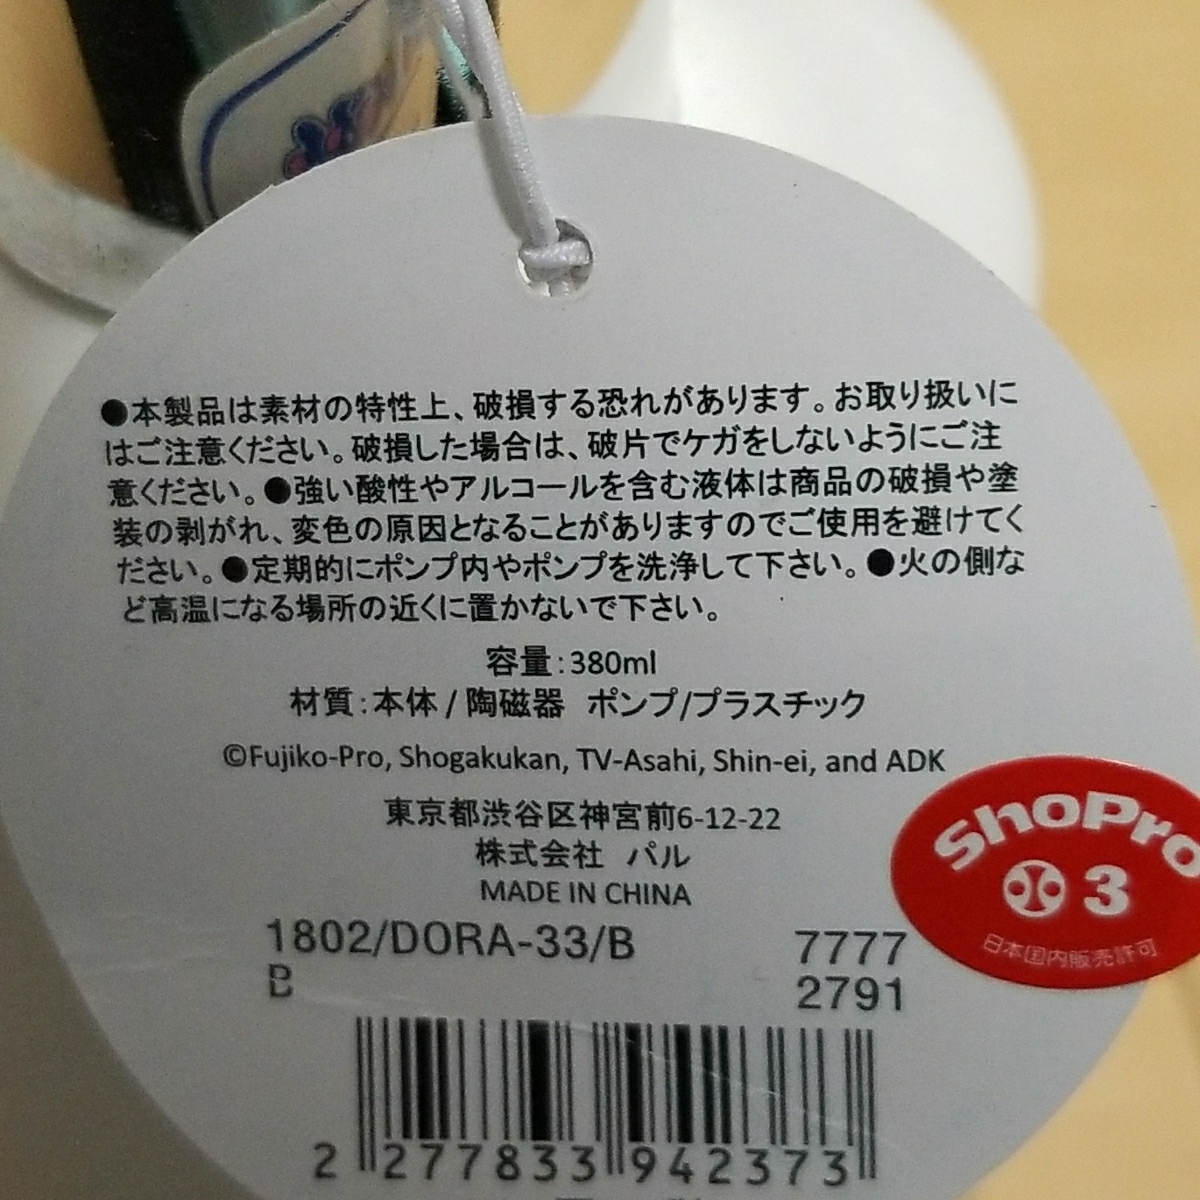 ●本製品は素材の特性上、破損する恐れがあります。お取り扱いに
はご注意ください。破損した場合は、破片でケガをしないようにご注
意ください。●強い酸性やアルコールを含む液体は商品の破損や塗
装の剥がれ、変色の原因となることがありますのでご使用を避けてく
ださい。●定期的にポンプ内やポンプを洗浄して下さい。●火の側な
ど高温になる場所の近くに置かないで下さい。
容量：380ml
材質：本体 / 陶磁器 ポンプ/プラスチック
©Fujiko-Pro, Shogakukan, TV-Asahi, Shin-ei, and ADK
東京都渋谷区神宮前6-12-22
株式会社 パル
MADE IN CHINA
ShoPro
3
日本国内販売許可
1802/DORA-33/B 7777
B 2791
2 277833 942373